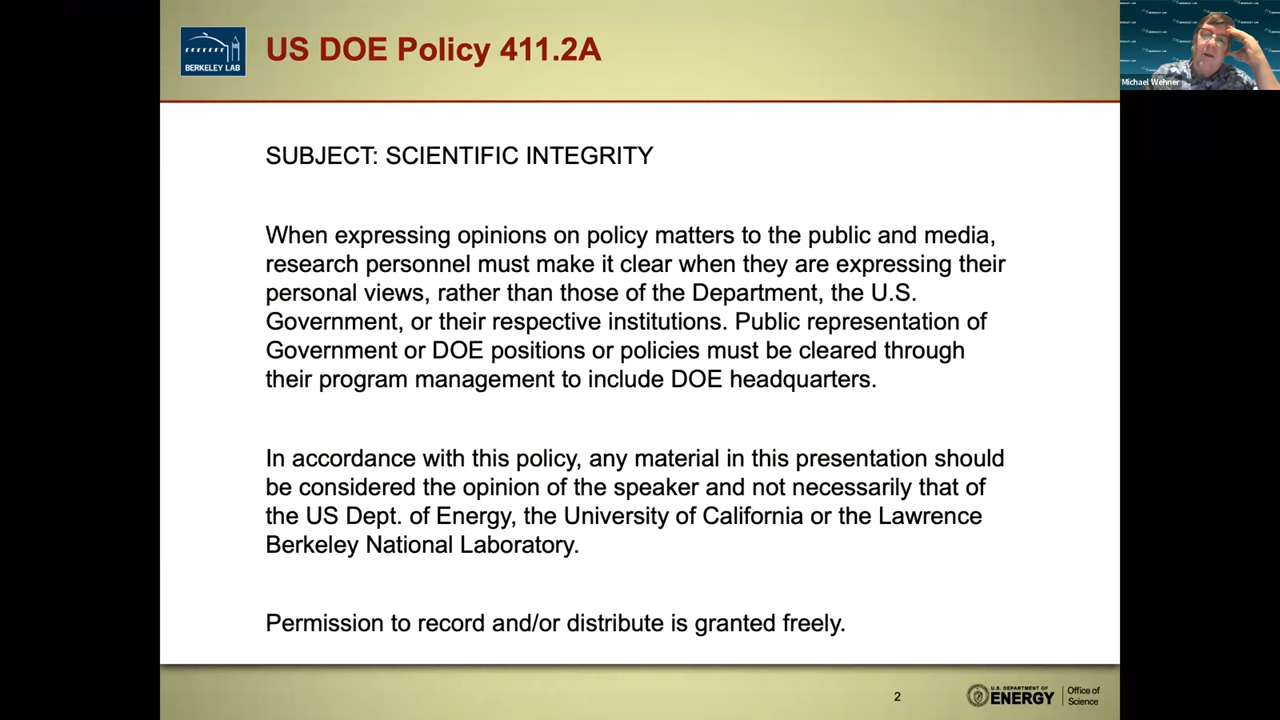 BERKELEY LAB
US DOE Policy 411.2A
Michael Wehner
SUBJECT: SCIENTIFIC INTEGRITY
When expressing opinions on policy matters to the public and media,
research personnel must make it clear when they are expressing their
personal views, rather than those of the Department, the U.S.
Government, or their respective institutions. Public representation of
Government or DOE positions or policies must be cleared through
their program management to include DOE headquarters.
In accordance with this policy, any material in this presentation should
be considered the opinion of the speaker and not necessarily that of
the US Dept. of Energy, the University of California or the Lawrence
Berkeley National Laboratory.
Permission to record and/or distribute is granted freely.
2
U.S. DEPARTMENT OF
ENERGY
Office of
Science